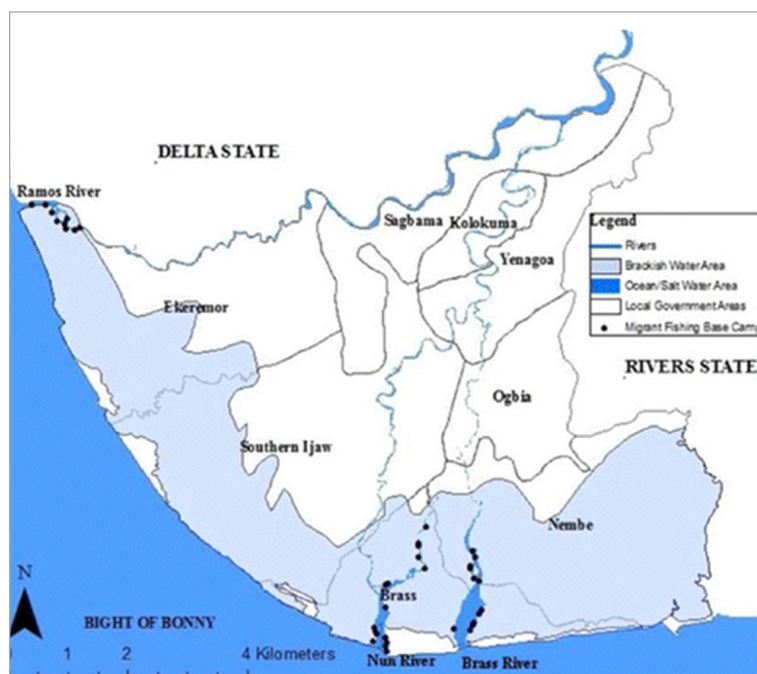 DELTA STATE
Ramos River
Sagbama
Kolokuma
Yenagoa
Legend
Rivers
Brackish Water Area
Ocean/Salt Water Area
Local Government Areas
Migrant Fishing Base Camp
Ekeremor
RIVERS STATE
Ogbia
Southern Ijaw
Nembe
N
Brass
BIGHT OF BONNY
0 1 2 4 Kilometers
Nun River
Brass River